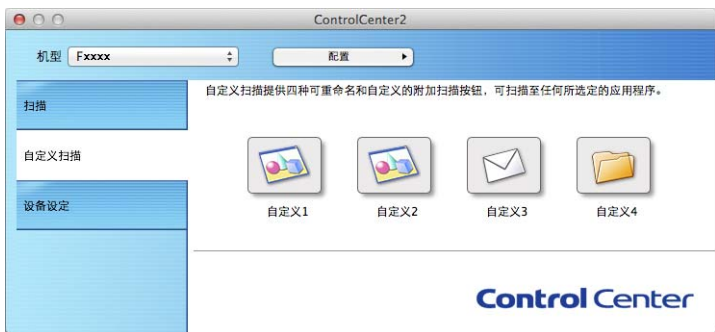 ControlCenter2
机型 Fxxxx 配置
扫描
自定义扫描提供四种可重命名和自定义的附加扫描按钮，可扫描至任何所选定的应用程序。
自定义扫描
设备设定
自定义1 自定义2 自定义3 自定义4
Control Center